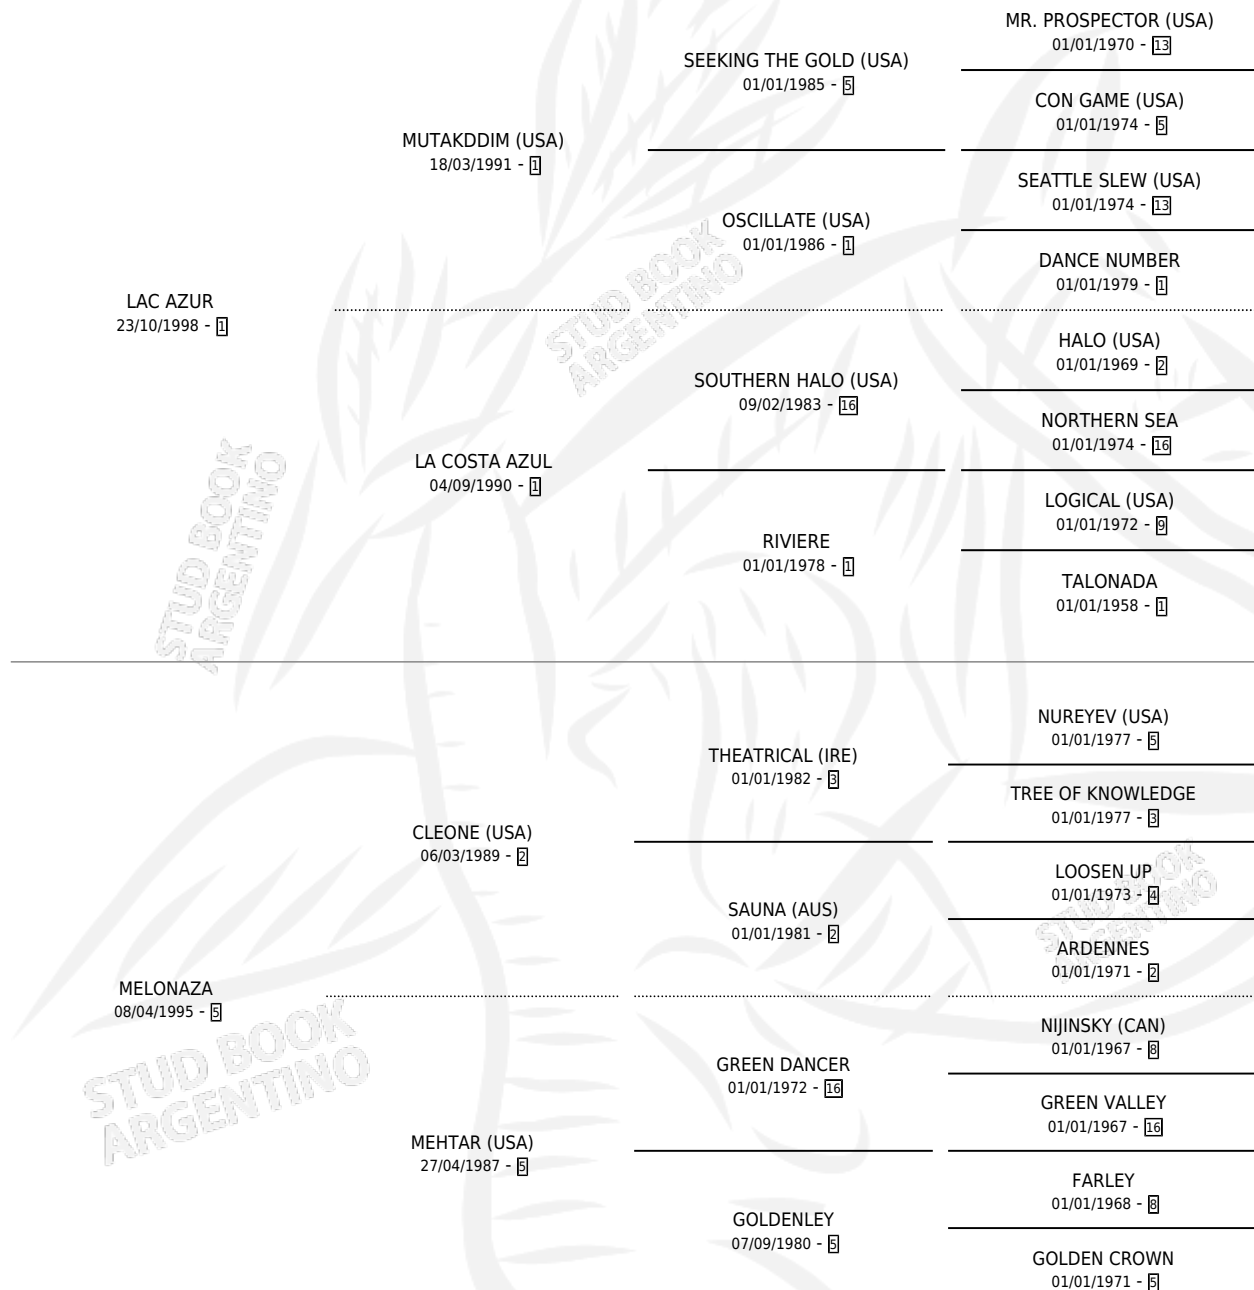 MR. PROSPECTOR (USA)
01/01/1970 - 13
SEEKING THE GOLD (USA)
01/01/1985 - 5
CON GAME (USA)
01/01/1974 - 5
MUTAKDDIM (USA)
18/03/1991 - 1
SEATTLE SLEW (USA)
01/01/1974 - 13
OSCILLATE (USA)
01/01/1986 - 1
DANCE NUMBER
01/01/1979 - 1
LAC AZUR
23/10/1998 - 1
STUD BOOK
ARGENTINO
HALO (USA)
01/01/1969 - 2
SOUTHERN HALO (USA)
09/02/1983 - 16
NORTHERN SEA
01/01/1974 - 16
LA COSTA AZUL
04/09/1990 - 1
LOGICAL (USA)
01/01/1972 - 9
RIVIERE
01/01/1978 - 1
TALONADA
01/01/1958 - 1
STUD BOOK
ARGENTINO
NUREYEV (USA)
01/01/1977 - 5
THEATRICAL (IRE)
01/01/1982 - 3
TREE OF KNOWLEDGE
01/01/1977 - 3
CLEONE (USA)
06/03/1989 - 2
LOOSEN UP
01/01/1973 - 4
SAUNA (AUS)
01/01/1981 - 2
STUD BOOK
ARGENTINO
ARDENNES
01/01/1971 - 2
MELONAZA
08/04/1995 - 5
NIJINSKY (CAN)
01/01/1967 - 8
GREEN DANCER
01/01/1972 - 16
GREEN VALLEY
01/01/1967 - 16
STUD BOOK
ARGENTINO
MEHTAR (USA)
27/04/1987 - 5
FARLEY
01/01/1968 - 8
GOLDENLEY
07/09/1980 - 5
GOLDEN CROWN
01/01/1971 - 5